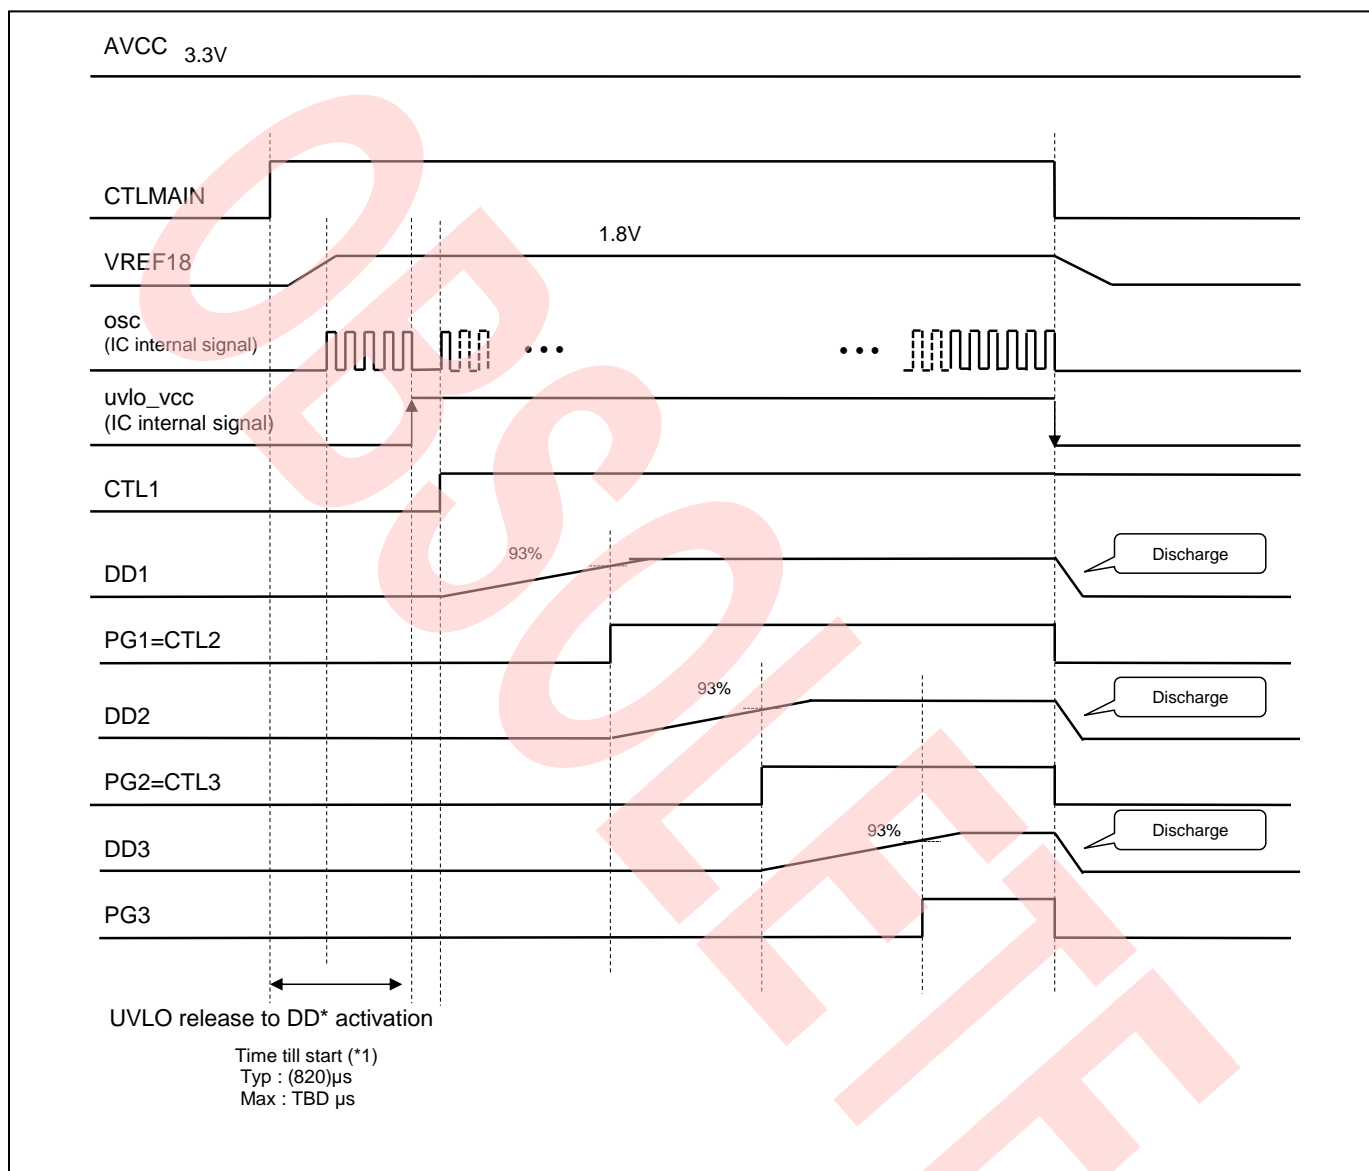 AVCC 3.3V
CTLMAIN
1.8V
VREF18
osc
(IC internal signal)
uvlo_vcc
(IC internal signal)
CTL1
93%
Discharge
DD1
PG1=CTL2
93%
Discharge
DD2
PG2=CTL3
93%
Discharge
DD3
PG3
UVLO release to DD* activation
Time till start (*1)
Typ : (820)µs
Max : TBD µs
OBSOLETE